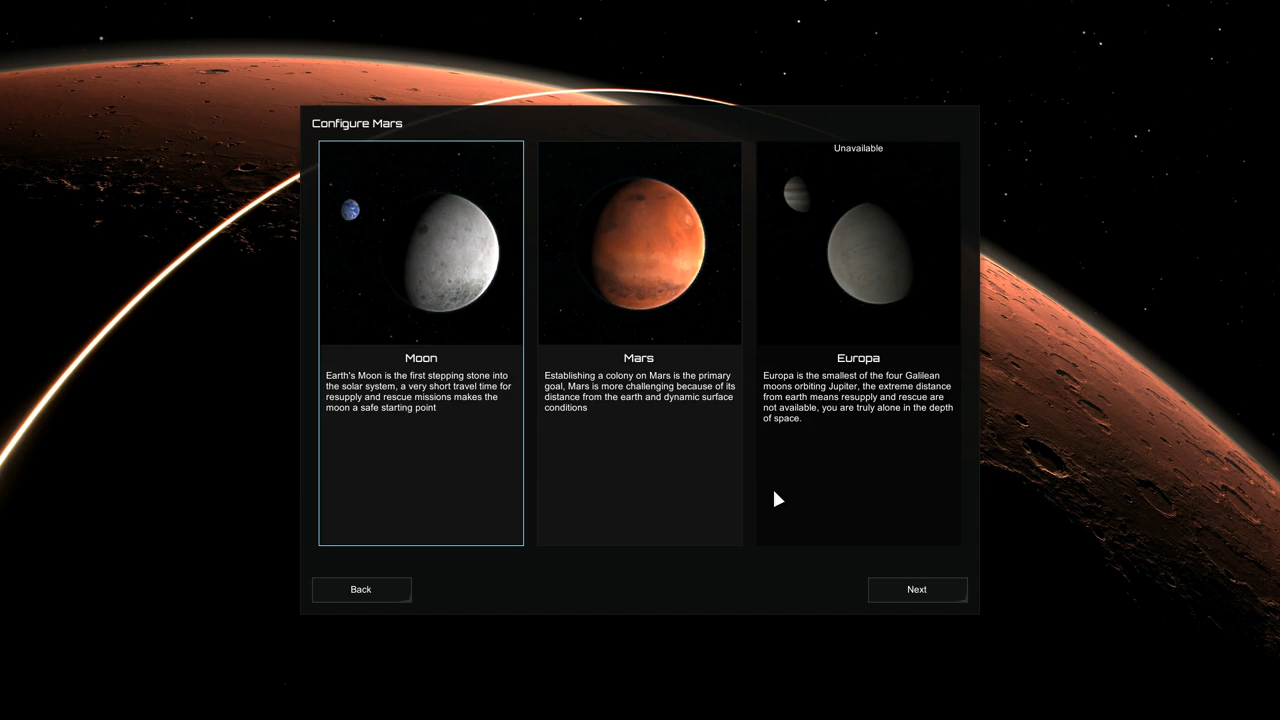 Configure Mars
Unavailable
Moon
Earth's Moon is the first stepping stone into
the solar system, a very short travel time for
resupply and rescue missions makes the
moon a safe starting point
Mars
Establishing a colony on Mars is the primary
goal, Mars is more challenging because of its
distance from the earth and dynamic surface
conditions
Europa
Europa is the smallest of the four Galilean
moons orbiting Jupiter, the extreme distance
from earth means resupply and rescue are
not available, you are truly alone in the depth
of space.
Back
Next